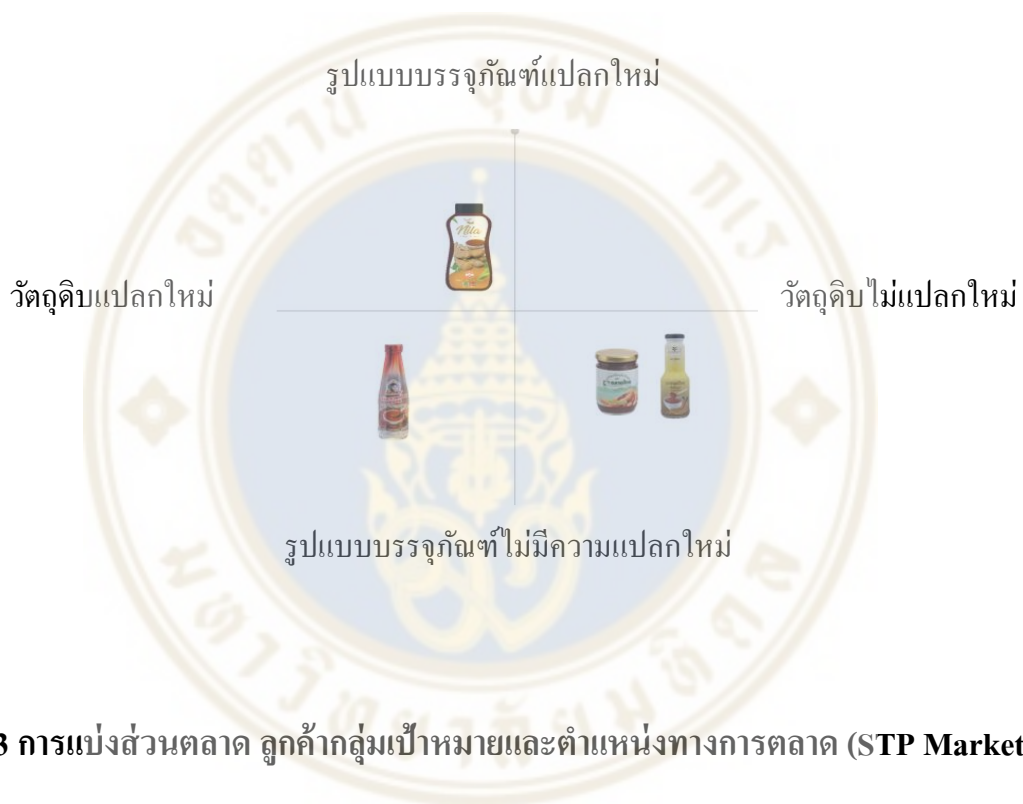 รูปแบบบรรจุภัณฑ์แปลกใหม่
Nila
วัตถุดิบแปลกใหม่
วัตถุดิบไม่แปลกใหม่
รูปแบบบรรจุภัณฑ์ไม่มีความแปลกใหม่
3 การแบ่งส่วนตลาด ลูกค้ากลุ่มเป้าหมายและตำแหน่งทางการตลาด (STP Market